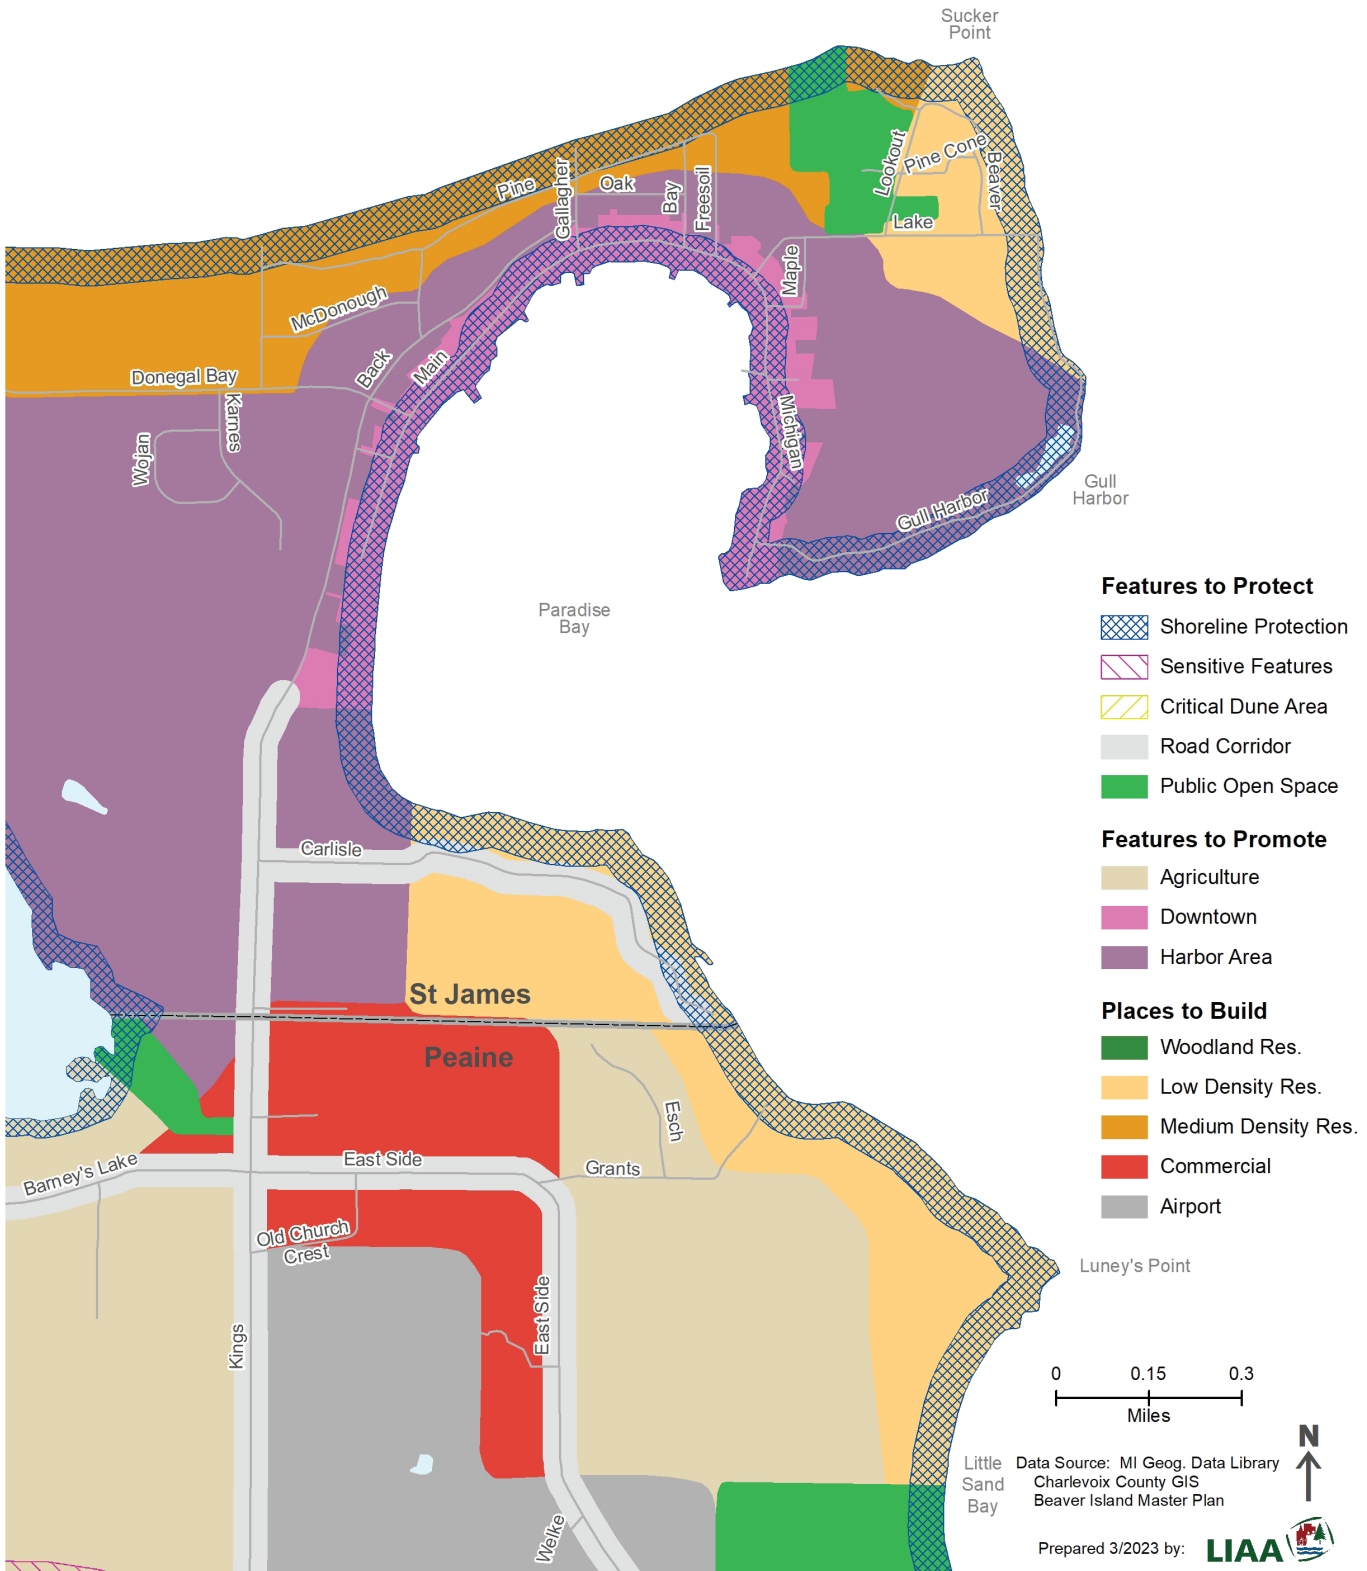 Sucker
Point
Lookout
Pine Cone
Beaver
Gallagher
Oak
Bay
Freesoil
Pine
Lake
Maple
McDonough
Back
Main
Donegal Bay
Karnes
Wojan
Michigan
Gull Harbor
Gull
Harbor
Paradise
Bay
Features to Protect
Shoreline Protection
Sensitive Features
Critical Dune Area
Road Corridor
Public Open Space
Features to Promote
Agriculture
Downtown
Harbor Area
Places to Build
Woodland Res.
Low Density Res.
Medium Density Res.
Commercial
Airport
Carlisle
St James
Peaine
Esch
Grants
East Side
Barney's Lake
Old Church
Crest
East Side
Kings
Welke
Luney's Point
0 0.15 0.3
Miles
N
Little
Sand
Bay
Data Source: MI Geog. Data Library
Charlevoix County GIS
Beaver Island Master Plan
Prepared 3/2023 by:
LIAA